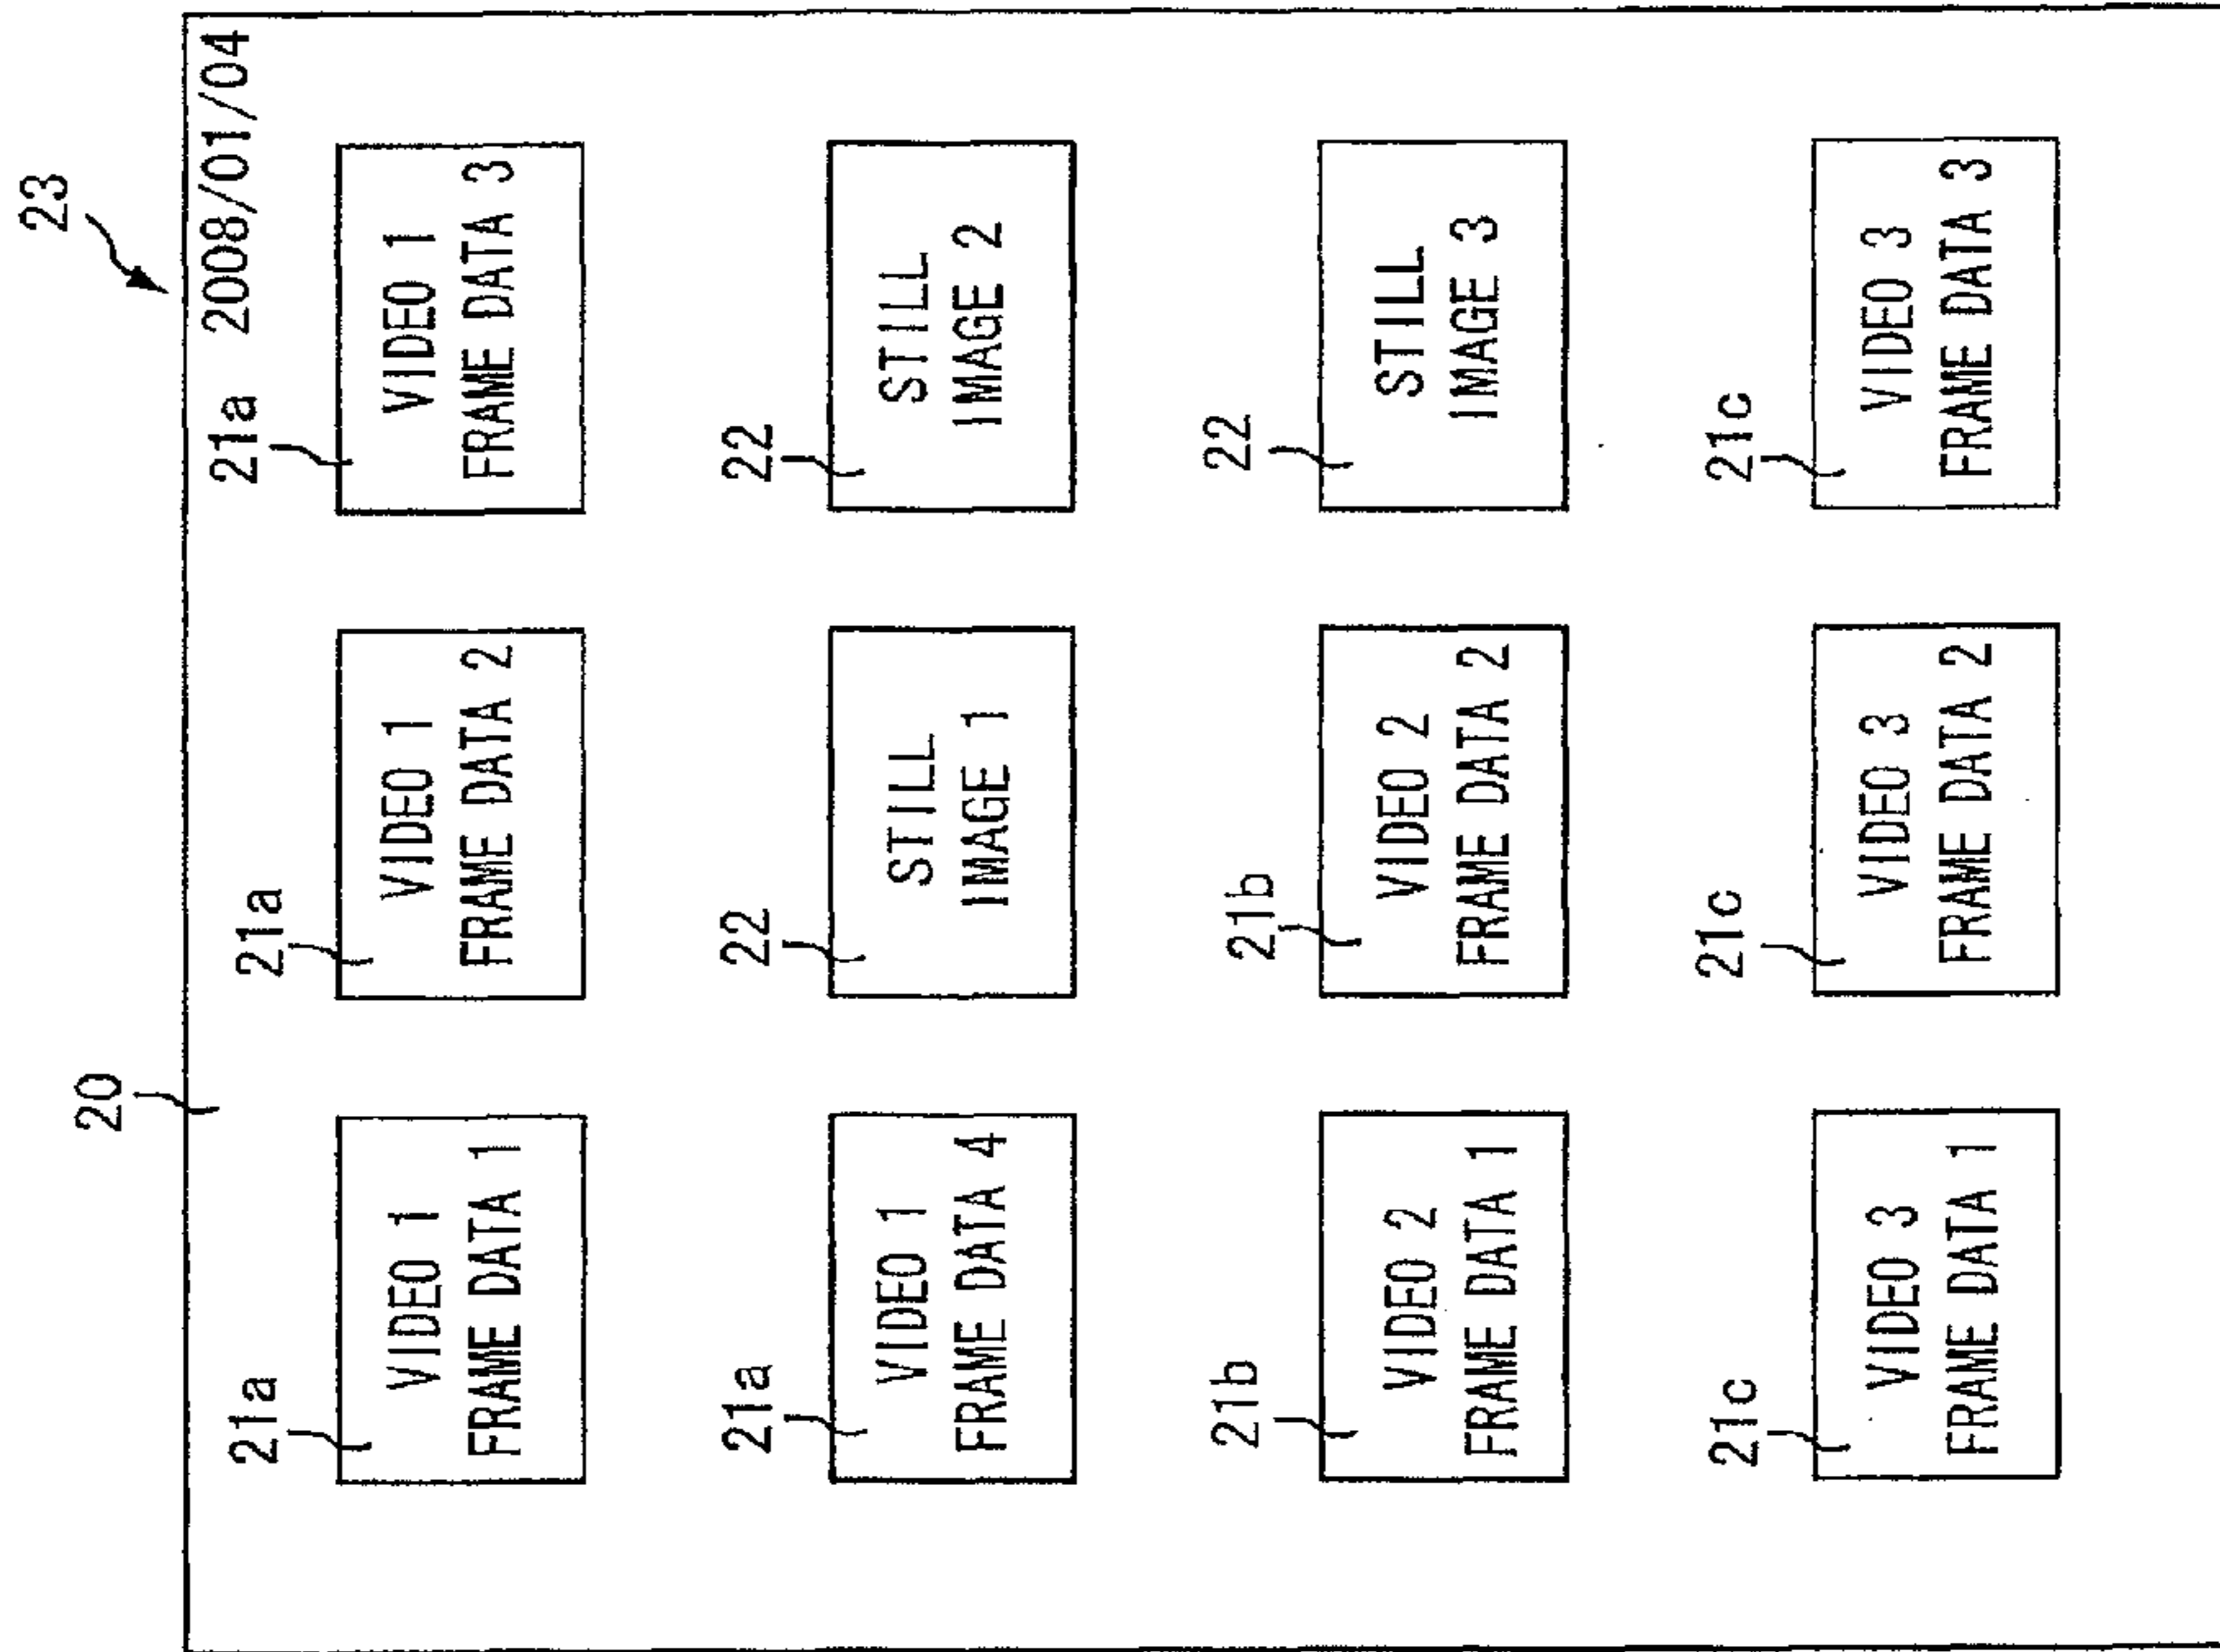 23
20
2008/01/04
21a
21a
21a
VIDEO 1
FRAME DATA 1
VIDEO 1
FRAME DATA 2
VIDEO 1
FRAME DATA 3
21a
22
22
VIDEO 1
FRAME DATA 4
STILL
IMAGE 1
STILL
IMAGE 2
21b
21b
22
VIDEO 2
FRAME DATA 1
VIDEO 2
FRAME DATA 2
STILL
IMAGE 3
21c
21c
21c
VIDEO 3
FRAME DATA 1
VIDEO 3
FRAME DATA 2
VIDEO 3
FRAME DATA 3